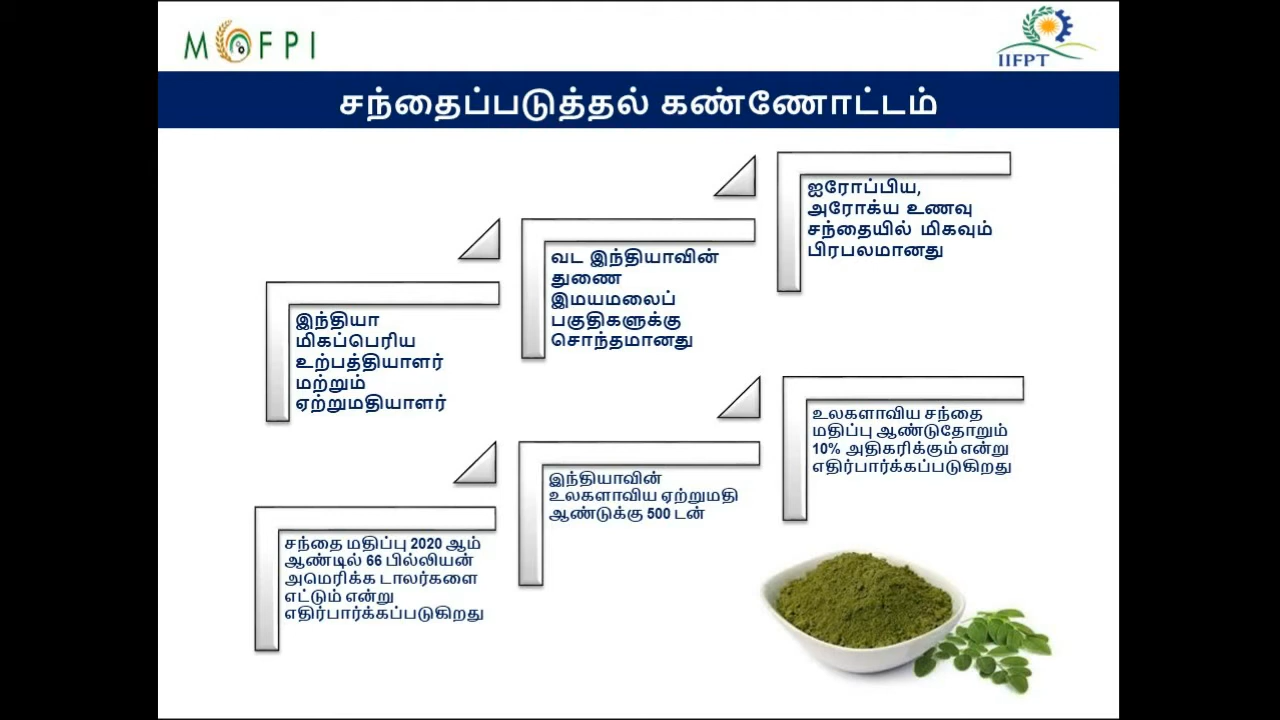 MOFPI
IIFPT
சந்தைப்படுத்தல் கண்ணோட்டம்
இந்தியா
மிகப்பெரிய
உற்பத்தியாளர்
மற்றும்
ஏற்றுமதியாளர்
வட இந்தியாவின்
துணை
இமயமலைப்
பகுதிகளுக்கு
சொந்தமானது
ஐரோப்பிய,
அரோக்ய உணவு
சந்தையில் மிகவும்
பிரபலமானது
சந்தை மதிப்பு 2020 ஆம்
ஆண்டில் 66 பில்லியன்
அமெரிக்க டாலர்களை
எட்டும் என்று
எதிர்பார்க்கப்படுகிறது
இந்தியாவின்
உலகளாவிய ஏற்றுமதி
ஆண்டுக்கு 500 டன்
உலகளாவிய சந்தை
மதிப்பு ஆண்டுதோறும்
10% அதிகரிக்கும் என்று
எதிர்பார்க்கப்படுகிறது